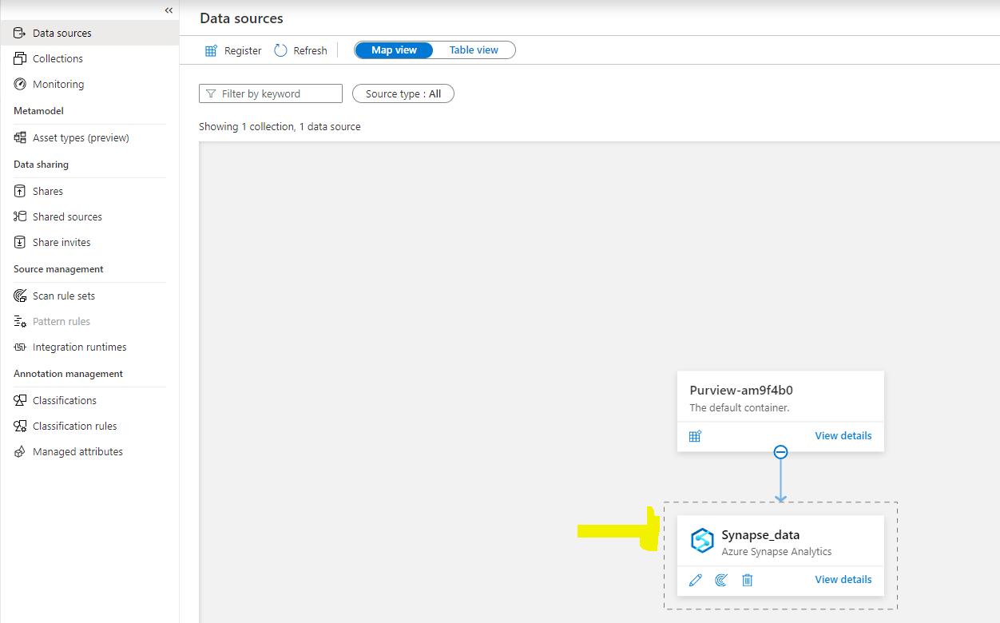 «
Data sources
Collections
Monitoring
Metamodel
Asset types (preview)
Data sharing
Shares
Shared sources
Share invites
Source management
Scan rule sets
Pattern rules
Integration runtimes
Annotation management
Classifications
Classification rules
Managed attributes
Data sources
Register Refresh Map view Table view
Filter by keyword Source type : All
Showing 1 collection, 1 data source
Purview-am9f4b0
The default container.
View details
Synapse_data
Azure Synapse Analytics
View details